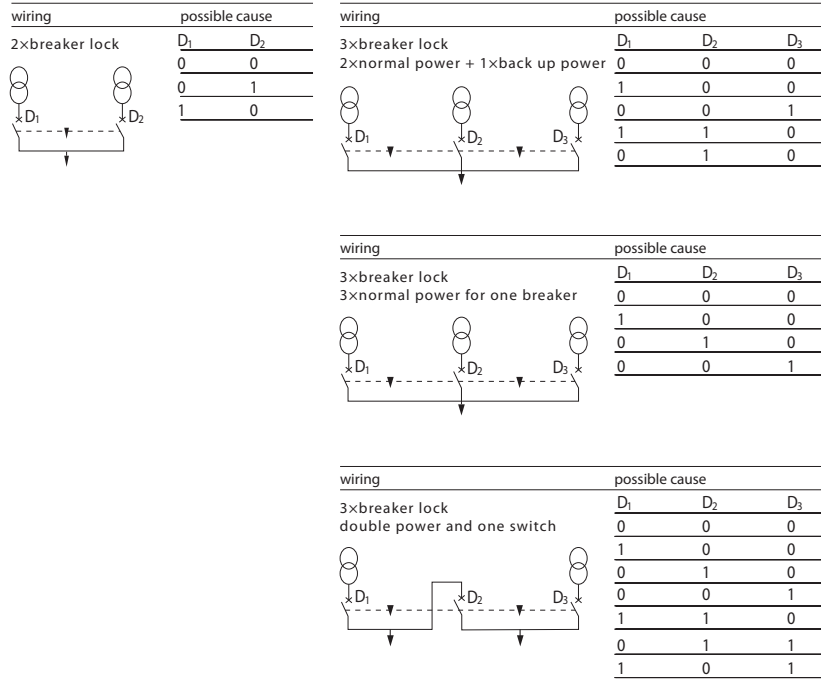 wiring possible cause
2×breaker lock D₁ D₂
0 0
0 1
1 0
D₁ D₂
wiring possible cause
3×breaker lock D₁ D₂ D₃
2×normal power + 1×back up power 0 0 0
1 0 0
0 0 1
1 1 0
0 1 0
D₁ D₂ D₃
wiring possible cause
3×breaker lock D₁ D₂ D₃
3×normal power for one breaker 0 0 0
1 0 0
0 1 0
0 0 1
D₁ D₂ D₃
wiring possible cause
3×breaker lock D₁ D₂ D₃
double power and one switch 0 0 0
1 0 0
0 1 0
0 0 1
1 1 0
0 1 1
1 0 1
D₁ D₂ D₃